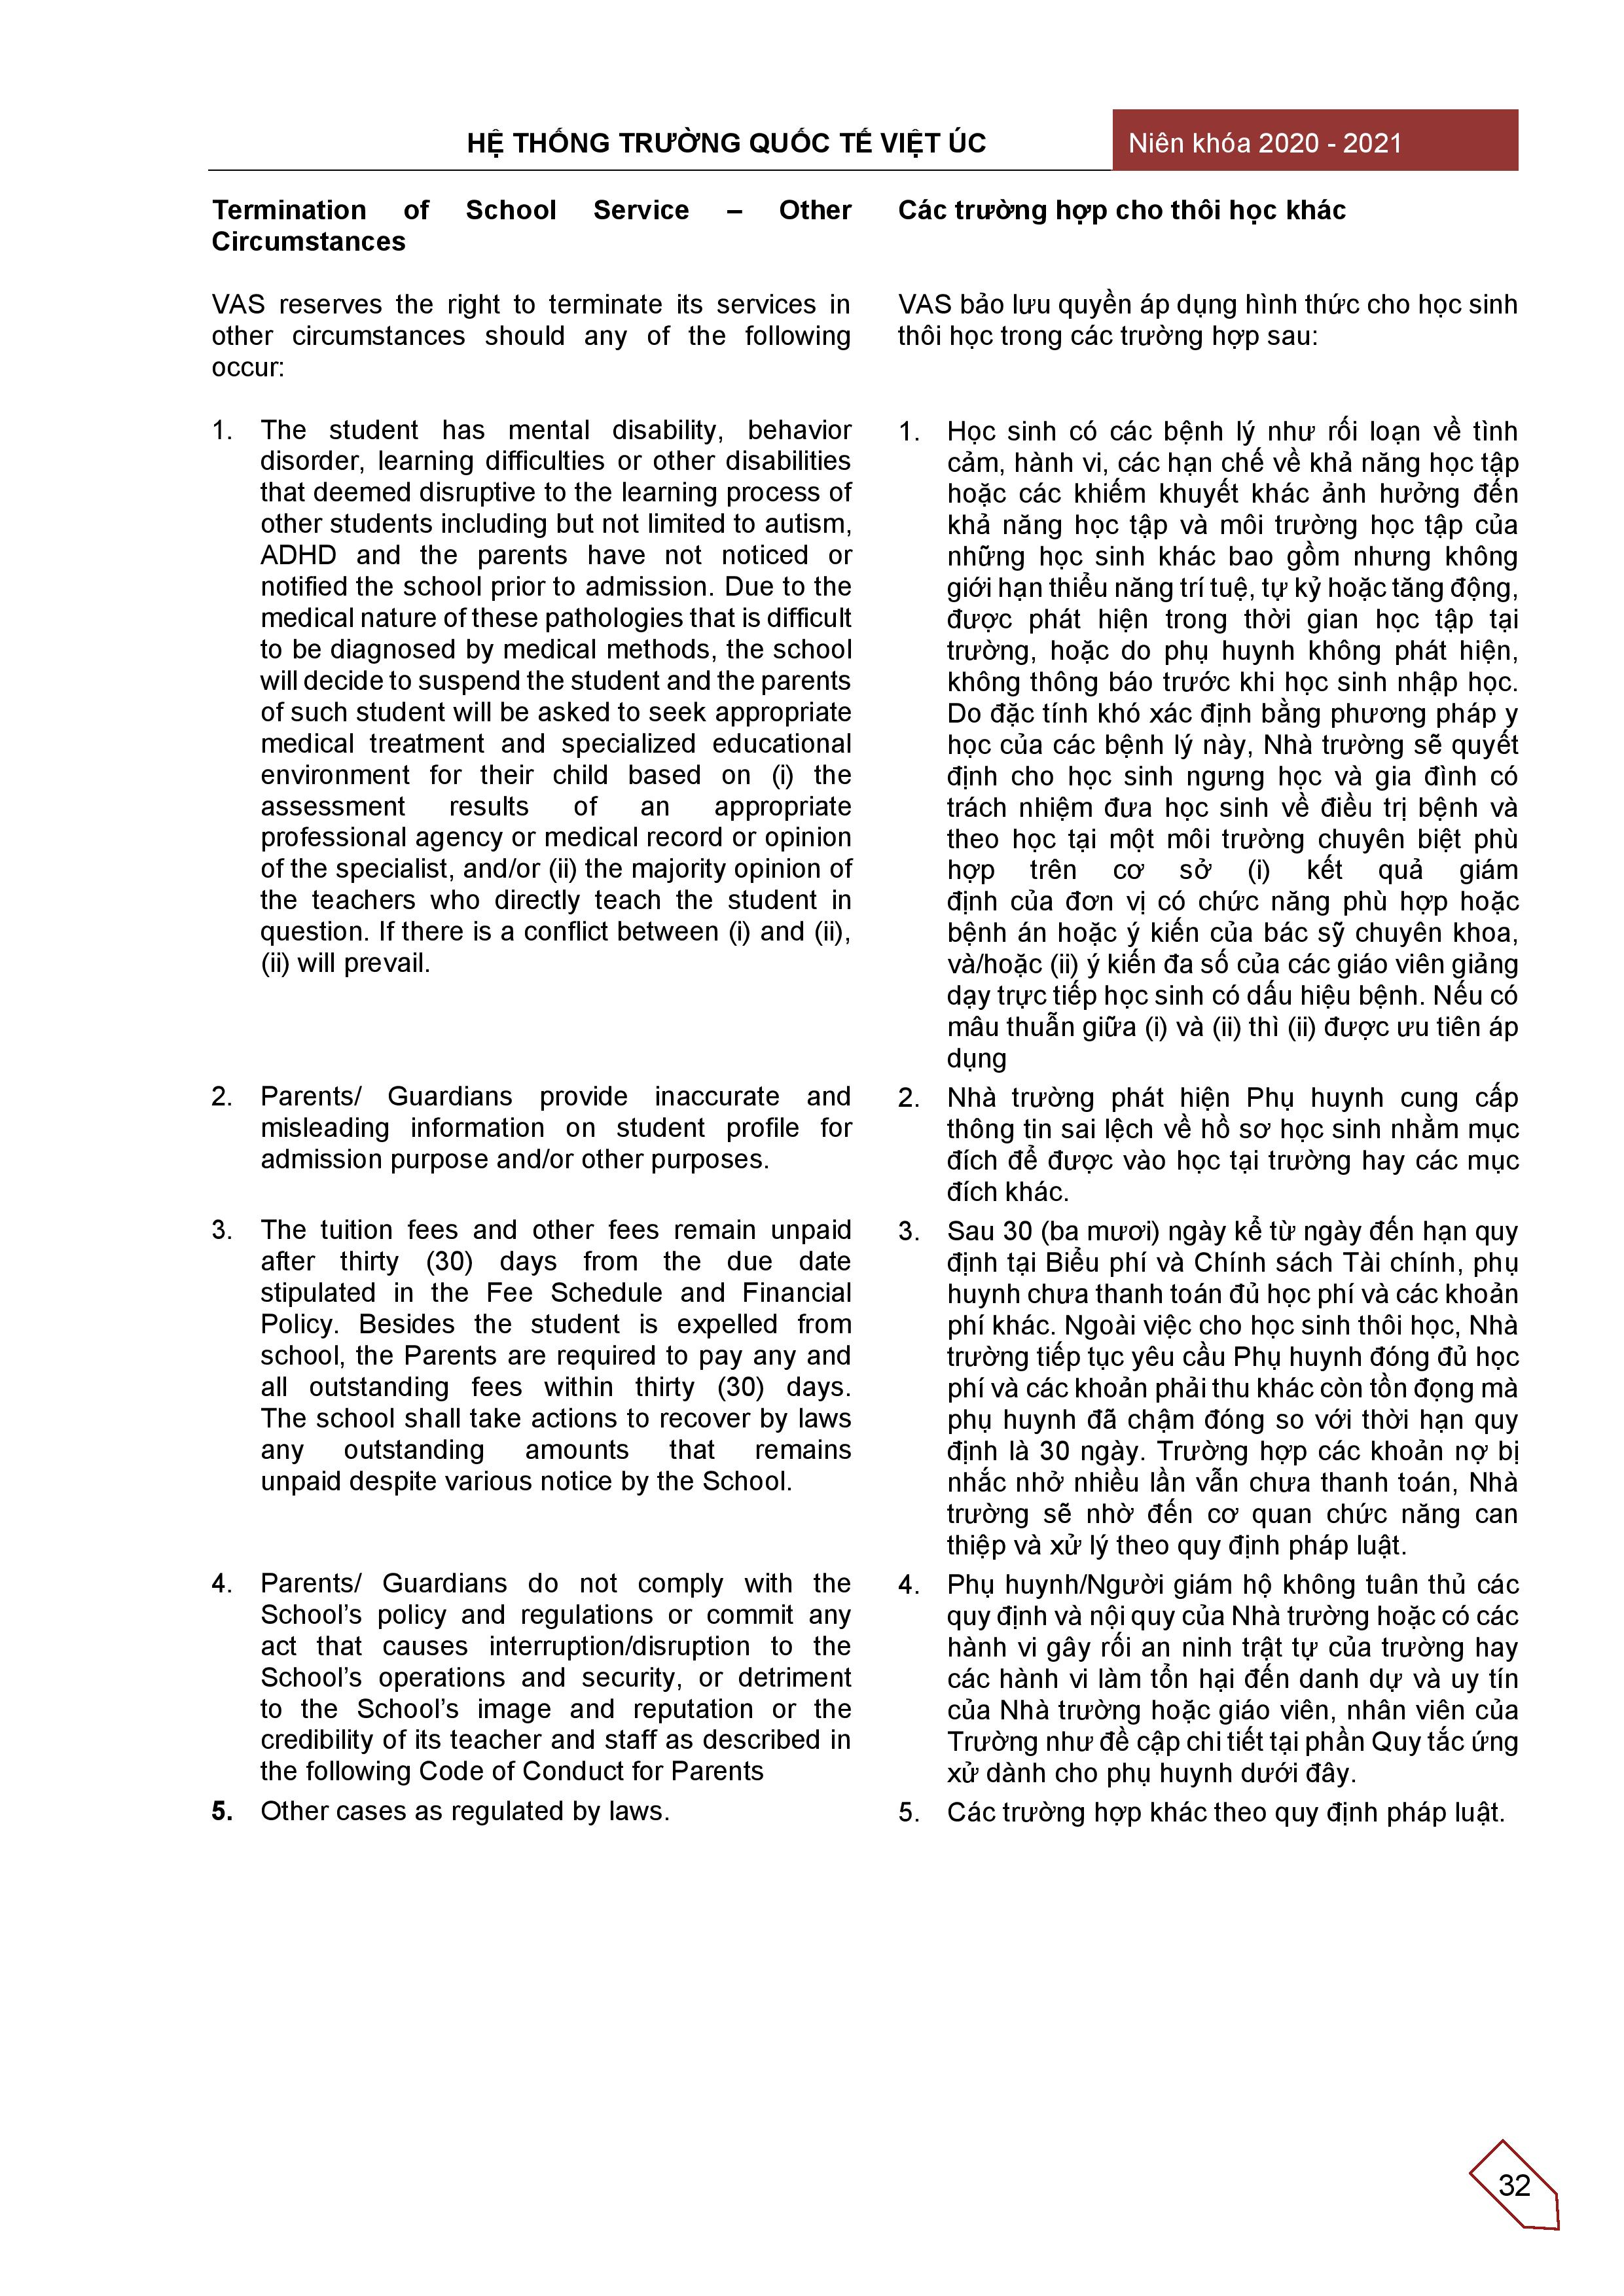 HỆ THỐNG TRƯỜNG QUỐC TẾ VIỆT ÚC
Niên khóa 2020 - 2021
Termination of School Service – Other
Circumstances
VAS reserves the right to terminate its services in
other circumstances should any of the following
occur:
1. The student has mental disability, behavior
disorder, learning difficulties or other disabilities
that deemed disruptive to the learning process of
other students including but not limited to autism,
ADHD and the parents have not noticed or
notified the school prior to admission. Due to the
medical nature of these pathologies that is difficult
to be diagnosed by medical methods, the school
will decide to suspend the student and the parents
of such student will be asked to seek appropriate
medical treatment and specialized educational
environment for their child based on (i) the
assessment results of an appropriate
professional agency or medical record or opinion
of the specialist, and/or (ii) the majority opinion of
the teachers who directly teach the student in
question. If there is a conflict between (i) and (ii),
(ii) will prevail.
2. Parents/ Guardians provide inaccurate and
misleading information on student profile for
admission purpose and/or other purposes.
3. The tuition fees and other fees remain unpaid
after thirty (30) days from the due date
stipulated in the Fee Schedule and Financial
Policy. Besides the student is expelled from
school, the Parents are required to pay any and
all outstanding fees within thirty (30) days.
The school shall take actions to recover by laws
any outstanding amounts that remains
unpaid despite various notice by the School.
4. Parents/ Guardians do not comply with the
School’s policy and regulations or commit any
act that causes interruption/disruption to the
School’s operations and security, or detriment
to the School’s image and reputation or the
credibility of its teacher and staff as described in
the following Code of Conduct for Parents
5. Other cases as regulated by laws.
Các trường hợp cho thôi học khác
VAS bảo lưu quyền áp dụng hình thức cho học sinh
thôi học trong các trường hợp sau:
1. Học sinh có các bệnh lý như rối loạn về tình
cảm, hành vi, các hạn chế về khả năng học tập
hoặc các khiếm khuyết khác ảnh hưởng đến
khả năng học tập và môi trường học tập của
những học sinh khác bao gồm nhưng không
giới hạn thiểu năng trí tuệ, tự kỷ hoặc tăng động,
được phát hiện trong thời gian học tập tại
trường, hoặc do phụ huynh không phát hiện,
không thông báo trước khi học sinh nhập học.
Do đặc tính khó xác định bằng phương pháp y
học của các bệnh lý này, Nhà trường sẽ quyết
định cho học sinh ngưng học và gia đình có
trách nhiệm đưa học sinh về điều trị bệnh và
theo học tại một môi trường chuyên biệt phù
hợp trên cơ sở (i) kết quả giám
định của đơn vị có chức năng phù hợp hoặc
bệnh án hoặc ý kiến của bác sỹ chuyên khoa,
và/hoặc (ii) ý kiến đa số của các giáo viên giảng
dạy trực tiếp học sinh có dấu hiệu bệnh. Nếu có
mâu thuẫn giữa (i) và (ii) thì (ii) được ưu tiên áp
dụng
2. Nhà trường phát hiện Phụ huynh cung cấp
thông tin sai lệch về hồ sơ học sinh nhằm mục
đích để được vào học tại trường hay các mục
đích khác.
3. Sau 30 (ba mươi) ngày kể từ ngày đến hạn quy
định tại Biểu phí và Chính sách Tài chính, phụ
huynh chưa thanh toán đủ học phí và các khoản
phí khác. Ngoài việc cho học sinh thôi học, Nhà
trường tiếp tục yêu cầu Phụ huynh đóng đủ học
phí và các khoản phải thu khác còn tồn đọng mà
phụ huynh đã chậm đóng so với thời hạn quy
định là 30 ngày. Trường hợp các khoản nợ bị
nhắc nhở nhiều lần vẫn chưa thanh toán, Nhà
trường sẽ nhờ đến cơ quan chức năng can
thiệp và xử lý theo quy định pháp luật.
4. Phụ huynh/Người giám hộ không tuân thủ các
quy định và nội quy của Nhà trường hoặc có các
hành vi gây rối an ninh trật tự của trường hay
các hành vi làm tổn hại đến danh dự và uy tín
của Nhà trường hoặc giáo viên, nhân viên của
Trường như đề cập chi tiết tại phần Quy tắc ứng
xử dành cho phụ huynh dưới đây.
5. Các trường hợp khác theo quy định pháp luật.
32